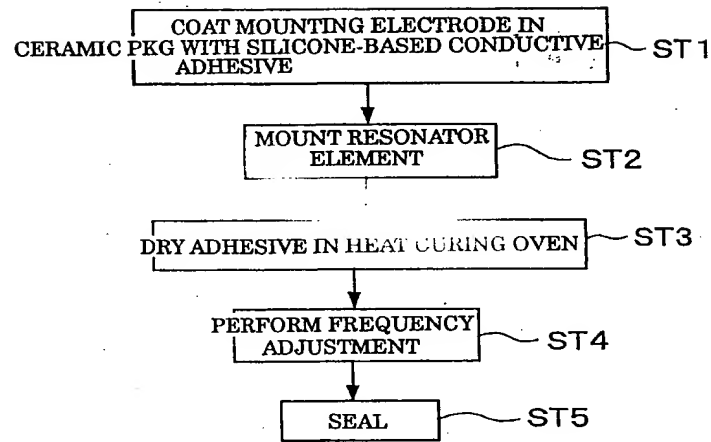 COAT MOUNTING ELECTRODE IN
CERAMIC PKG WITH SILICONE-BASED CONDUCTIVE
ADHESIVE
ST1
MOUNT RESONATOR
ELEMENT
ST2
DRY ADHESIVE IN HEAT CURING OVEN
ST3
PERFORM FREQUENCY
ADJUSTMENT
ST4
SEAL
ST5